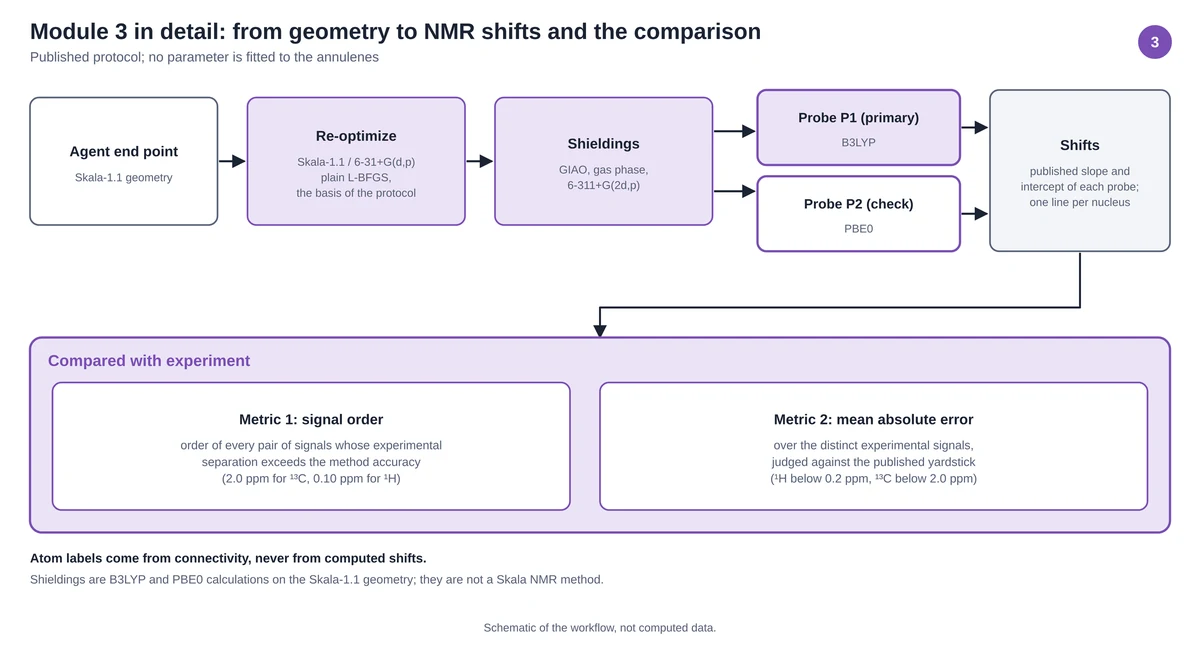 Module 3 in detail: from geometry to NMR shifts and the comparison
Published protocol; no parameter is fitted to the annulenes
3
Agent end point
Skala-1.1 geometry
Re-optimize
Skala-1.1 / 6-31+G(d,p)
plain L-BFGS,
the basis of the protocol
Shieldings
GIAO, gas phase,
6-311+G(2d,p)
Probe P1 (primary)
B3LYP
Probe P2 (check)
PBE0
Shifts
published slope and
intercept of each probe;
one line per nucleus
Compared with experiment
Metric 1: signal order
order of every pair of signals whose experimental
separation exceeds the method accuracy
(2.0 ppm for ¹³C, 0.10 ppm for ¹H)
Metric 2: mean absolute error
over the distinct experimental signals,
judged against the published yardstick
(¹H below 0.2 ppm, ¹³C below 2.0 ppm)
Atom labels come from connectivity, never from computed shifts.
Shieldings are B3LYP and PBE0 calculations on the Skala-1.1 geometry; they are not a Skala NMR method.
Schematic of the workflow, not computed data.